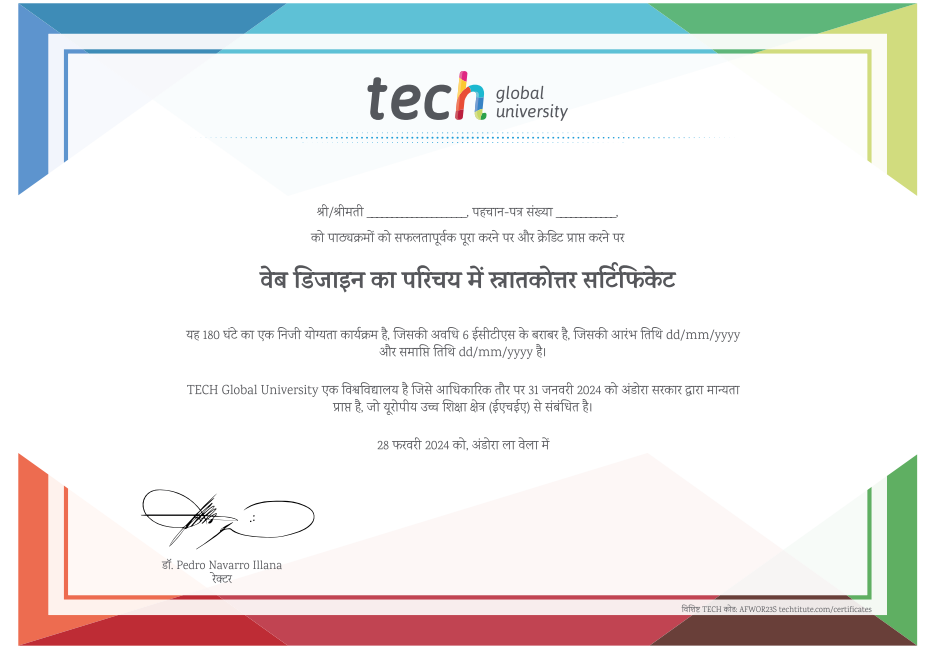 tech global university
श्री/श्रीमती ____________________, पहचान-पत्र संख्या ____________,
को पाठ्यक्रमों को सफलतापूर्वक पूरा करने पर और क्रेडिट प्राप्त करने पर
वेब डिजाइन का परिचय में स्नातकोत्तर सर्टिफिकेट
यह 180 घंटे का एक निजी योग्यता कार्यक्रम है, जिसकी अवधि 6 ईसीटीएस के बराबर है, जिसकी आरंभ तिथि dd/mm/yyyy
और समाप्ति तिथि dd/mm/yyyy है।
TECH Global University एक विश्वविद्यालय है जिसे आधिकारिक तौर पर 31 जनवरी 2024 को अंडोरा सरकार द्वारा मान्यता
प्राप्त है, जो यूरोपीय उच्च शिक्षा क्षेत्र (ईएचईए) से संबंधित है।
28 फरवरी 2024 को, अंडोरा ला वेला में
डॉ. Pedro Navarro Illana
रेक्टर
विशिष्ट TECH कोड: AFWOR23S techtitute.com/certificates